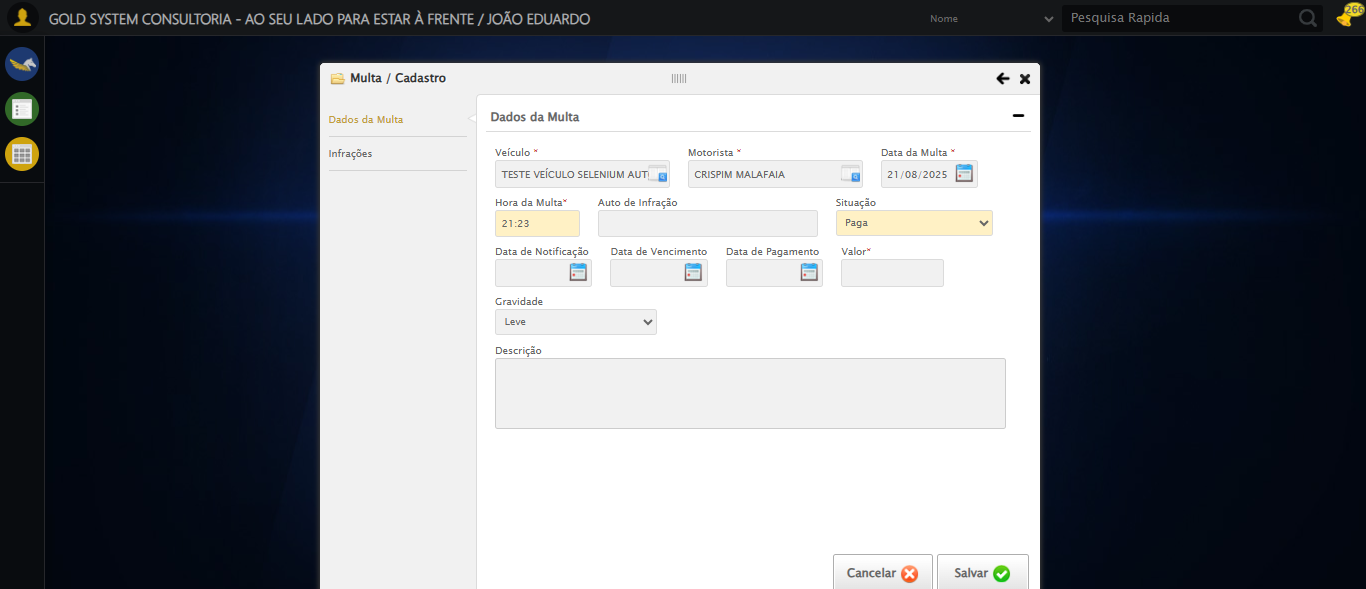 GOLD SYSTEM CONSULTORIA - AO SEU LADO PARA ESTAR À FRENTE / JOÃO EDUARDO
Nome
Pesquisa Rapida
266
Multa / Cadastro
Dados da Multa
Infrações
Dados da Multa
Veículo * Motorista * Data da Multa *
TESTE VEÍCULO SELENIUM AUT CRISPIM MALAFAIA 21/08/2025
Hora da Multa* Auto de Infração Situação
21:23 Paga
Data de Notificação Data de Vencimento Data de Pagamento Valor*
Gravidade
Leve
Descrição
Cancelar Salvar